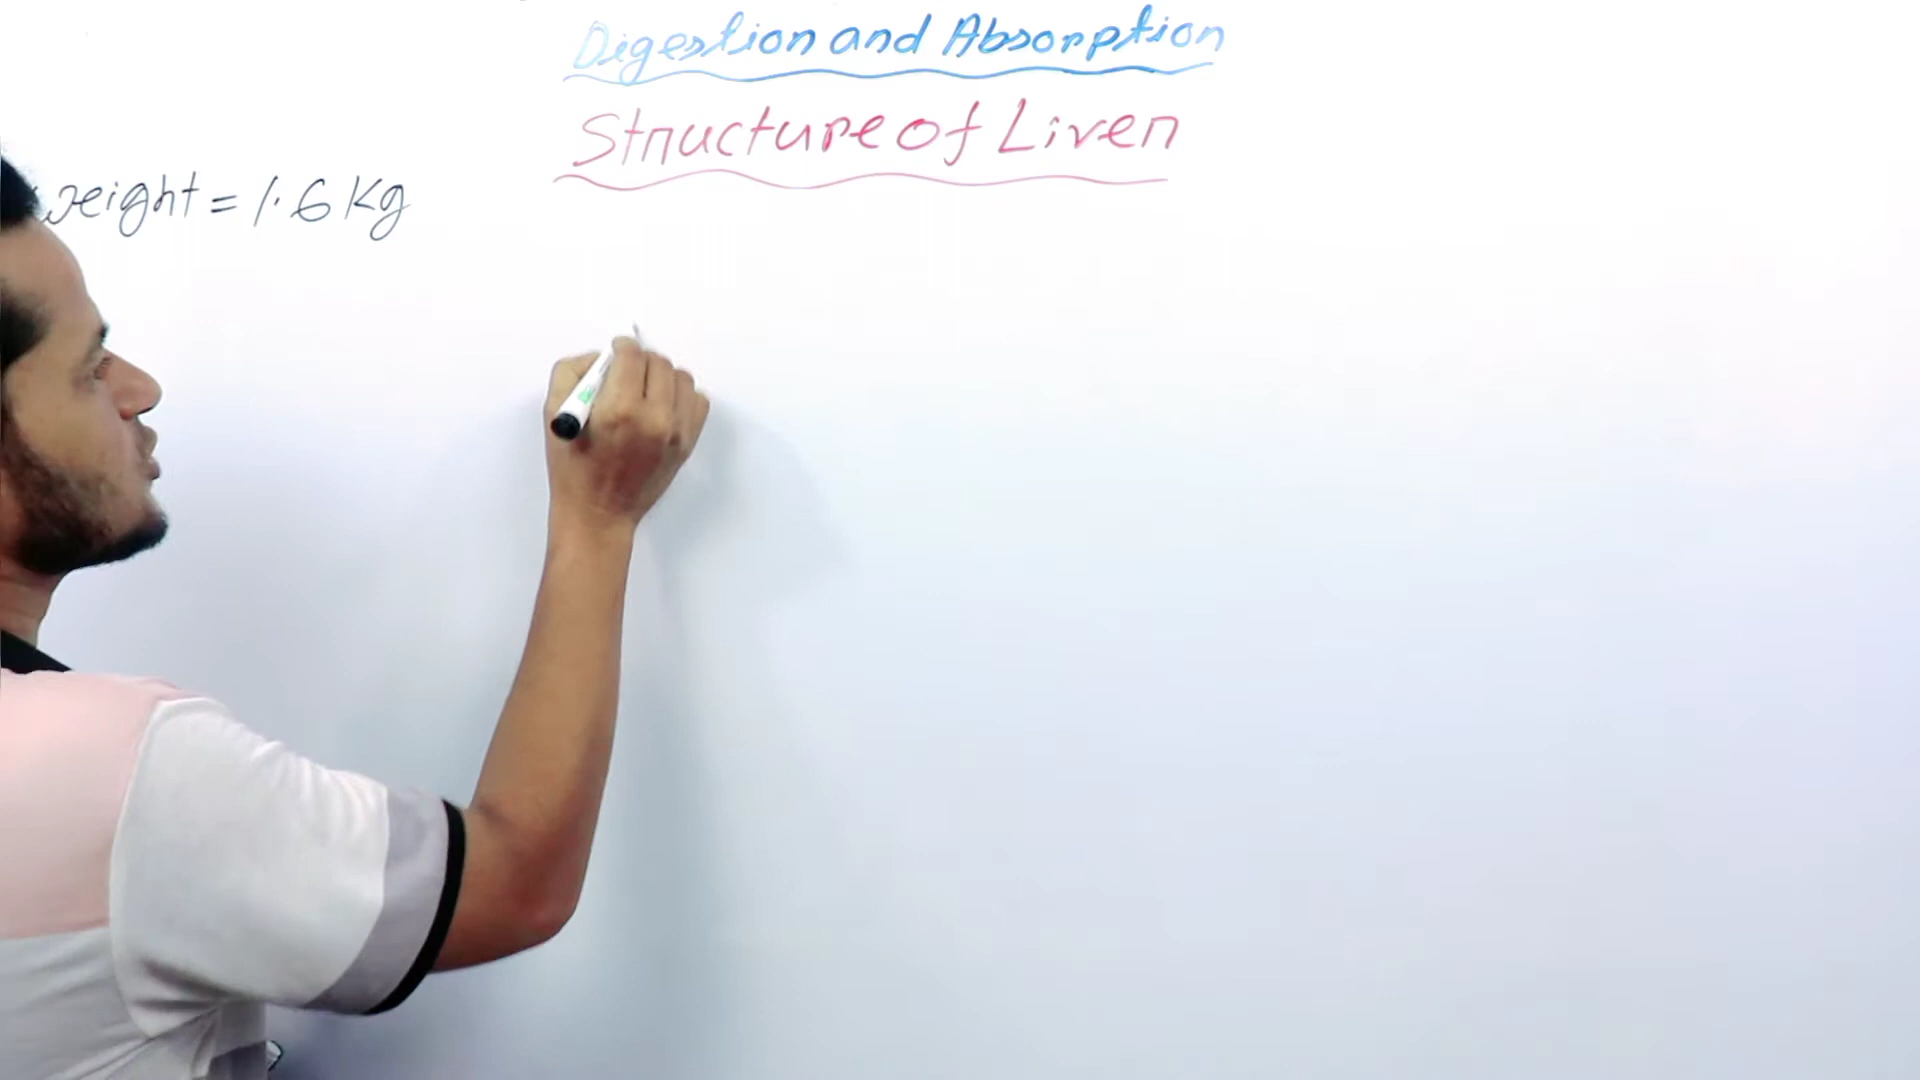 Digestion and Absorption
Structure of Liver
weight = 1.6 Kg